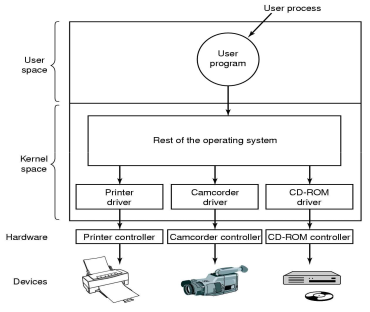 User process
User
space
User
program
Rest of the operating system
Kernel
space
Printer
driver
Camcorder
driver
CD-ROM
driver
Hardware
Printer controller
Camcorder controller
CD-ROM controller
Devices